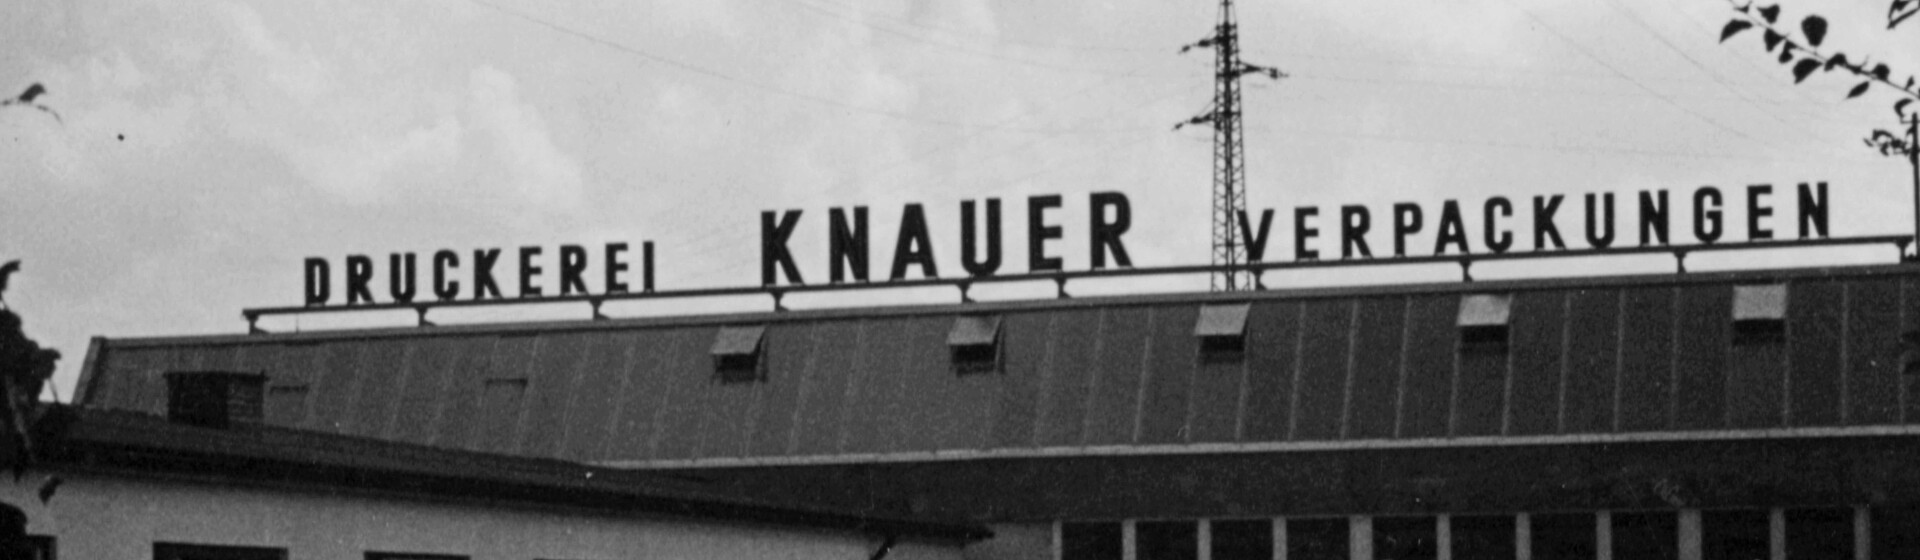 DRUCKEREI KNAUER VERPACKUNGEN